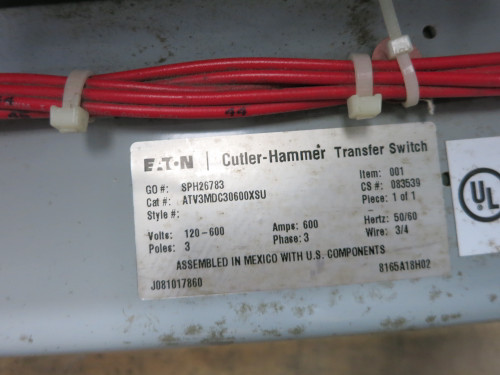 44
EATON | Cutler-Hammer Transfer Switch
GO #: SPH26783 Item: 001
Cat #: ATV3MDC30600XSU CS #: 083539
Style #: Piece: 1 of 1
Volts: 120-600 Amps: 600 Hertz: 50/60
Poles: 3 Phase: 3 Wire: 3/4
ASSEMBLED IN MEXICO WITH U.S. COMPONENTS
J081017860 8165A18H02
UL